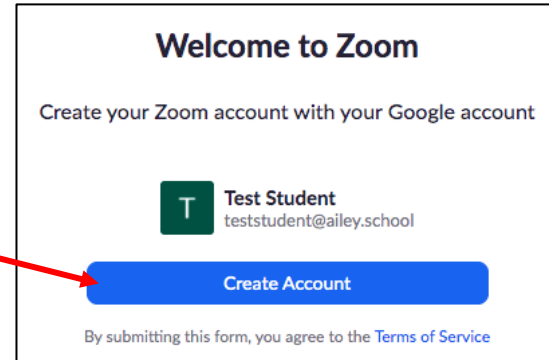 Welcome to Zoom
Create your Zoom account with your Google account
T
Test Student
teststudent@ailey.school
Create Account
By submitting this form, you agree to the Terms of Service